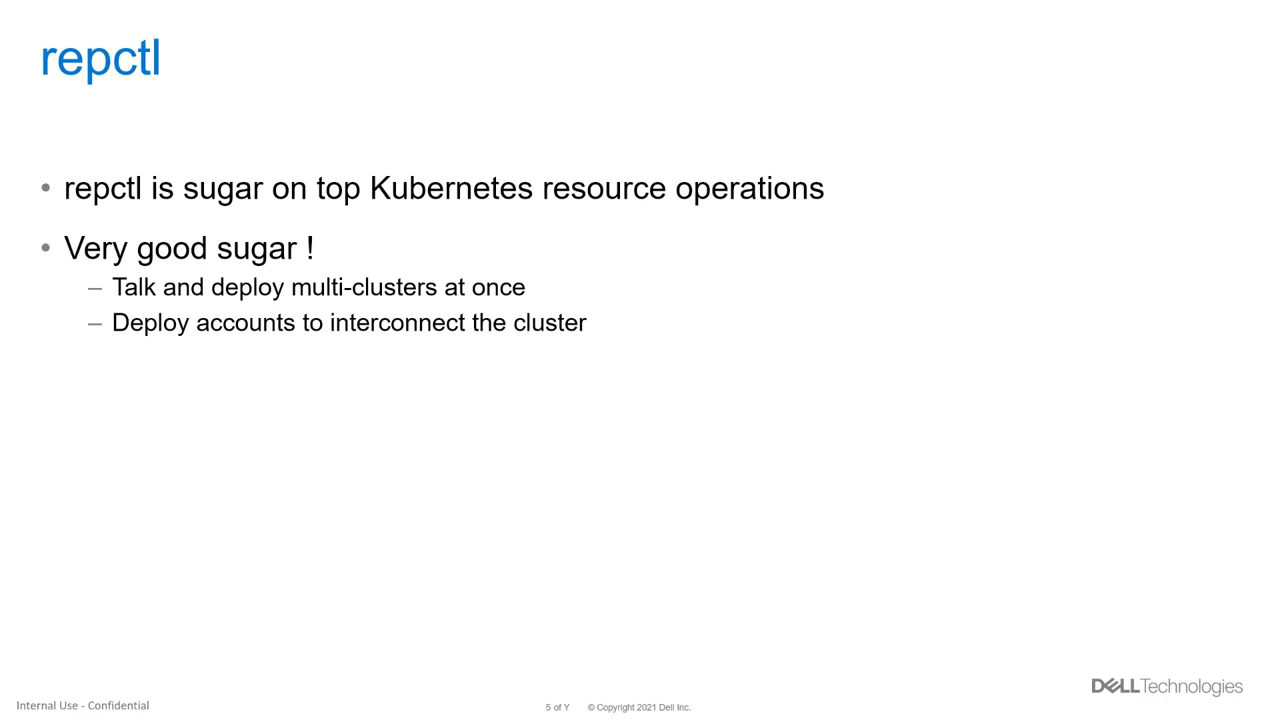 repctl
• repctl is sugar on top Kubernetes resource operations
• Very good sugar !
– Talk and deploy multi-clusters at once
– Deploy accounts to interconnect the cluster
DELLTechnologies
Internal Use - Confidential
5 of Y © Copyright 2021 Dell Inc.